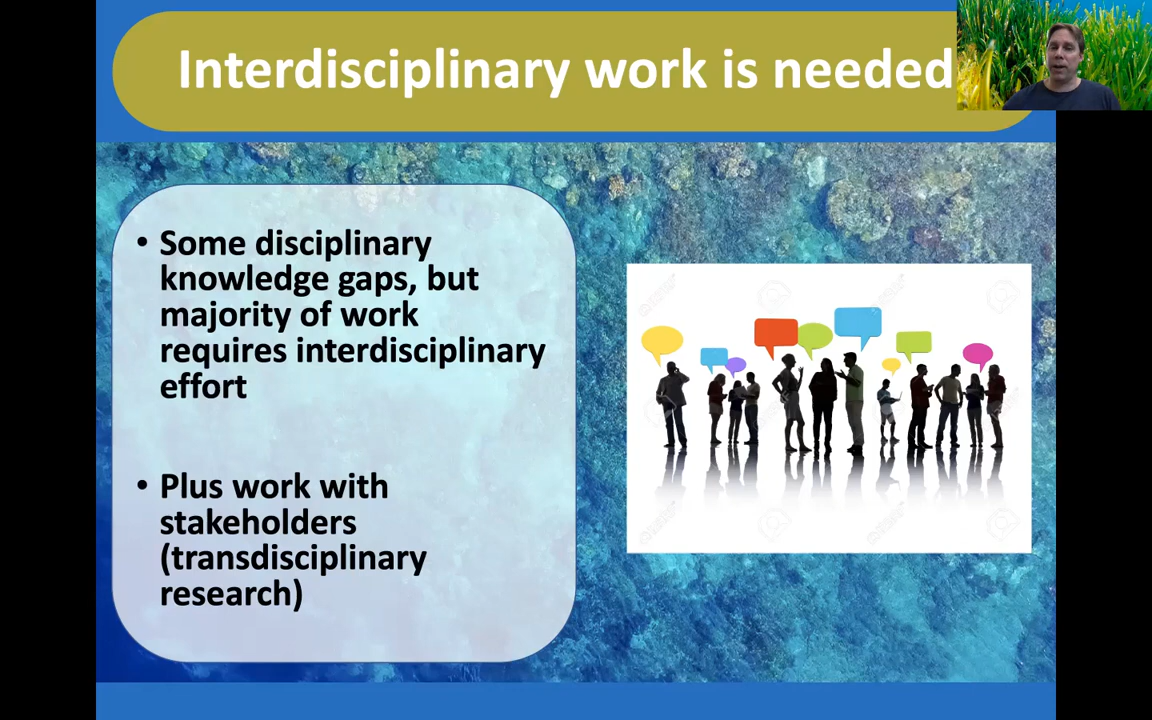 Interdisciplinary work is needed
• Some disciplinary
knowledge gaps, but
majority of work
requires interdisciplinary
effort
• Plus work with
stakeholders
(transdisciplinary
research)